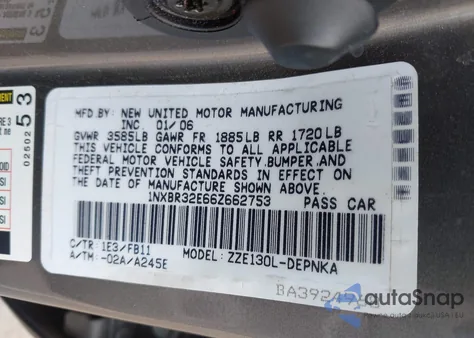 MFD. BY: NEW UNITED MOTOR MANUFACTURING
INC. 01/06
GVWR 3585LB GAWR FR 1885LB RR 1720LB
THIS VEHICLE CONFORMS TO ALL APPLICABLE
FEDERAL MOTOR VEHICLE SAFETY, BUMPER, AND
THEFT PREVENTION STANDARDS IN EFFECT ON
THE DATE OF MANUFACTURE SHOWN ABOVE.
1NXBR32E66Z662753 PASS CAR
C/TR: 1E3/FB11 MODEL: ZZE130L-DEPNKA
A/TM: -02A/A245E
53
02502
autoSnap